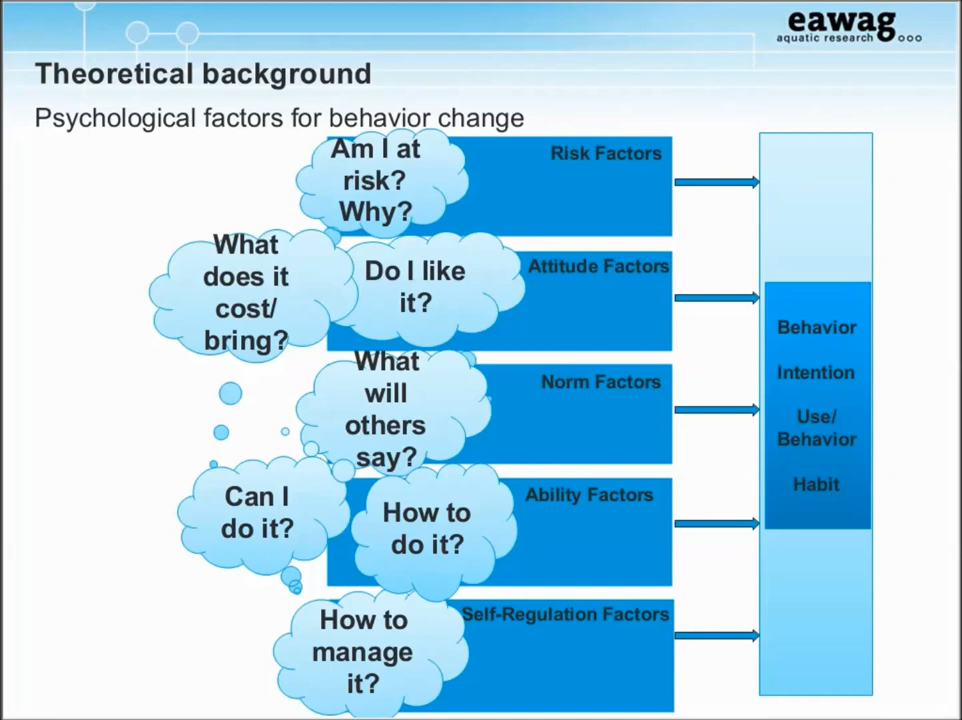 eawag
aquatic research
Theoretical background
Psychological factors for behavior change
Am I at
risk?
Why?
Risk Factors
What
does it
cost/
bring?
Do I like
it?
Attitude Factors
What
will
others
say?
Norm Factors
Can I
do it?
How to
do it?
Ability Factors
How to
manage
it?
Self-Regulation Factors
Behavior
Intention
Use/
Behavior
Habit